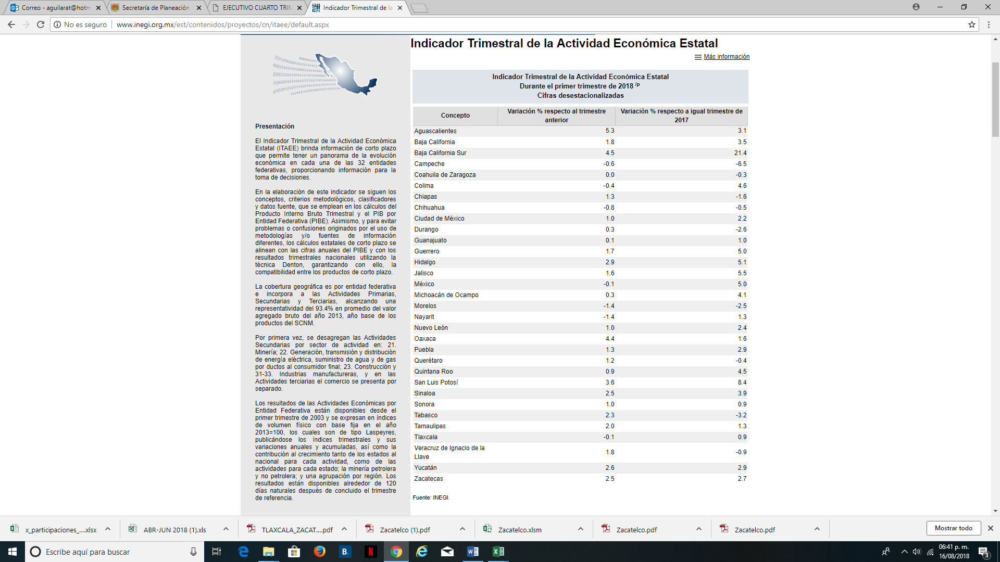 Correo - aguilarat@hotm
Secretaría de Planeación
EJECUTIVO CUARTO TRIM
Indicador Trimestral de la
No es seguro
www.inegi.org.mx/est/contenidos/proyectos/cn/itaee/default.aspx
Indicador Trimestral de la Actividad Económica Estatal
Más información
Presentación
El Indicador Trimestral de la Actividad Económica
Estatal (ITAEE) brinda información de corto plazo
que permite tener un panorama de la evolución
económica en cada una de las 32 entidades
federativas, proporcionando información para la
toma de decisiones.
En la elaboración de este indicador se siguen los
conceptos, criterios metodológicos, clasificadores
y datos fuente, que se emplean en los cálculos del
Producto Interno Bruto Trimestral y el PIB por
Entidad Federativa (PIBE). Asimismo, y para evitar
problemas o confusiones originados por el uso de
metodologías y/o fuentes de información
diferentes, los cálculos estatales de corto plazo se
alinean con las cifras anuales del PIBE y con los
resultados trimestrales nacionales utilizando la
técnica Denton, garantizando con ello, la
compatibilidad entre los productos de corto plazo.
La cobertura geográfica es por entidad federativa
e incorpora a las Actividades Primarias,
Secundarias y Terciarias, alcanzando una
representatividad del 93.4% en promedio del valor
agregado bruto del año 2013, año base de los
productos del SCNM.
Por primera vez, se desagregan las Actividades
Secundarias por sector de actividad en: 21.
Minería; 22. Generación, transmisión y distribución
de energía eléctrica, suministro de agua y de gas
por ductos al consumidor final; 23. Construcción y
31-33. Industrias manufactureras, y en las
Actividades terciarias el comercio se presenta por
separado.
Los resultados de las Actividades Económicas por
Entidad Federativa están disponibles desde el
primer trimestre de 2003 y se expresan en índices
de volumen físico con base fija en el año
2013=100, los cuales son de tipo Laspeyres,
publicándose los índices trimestrales y sus
variaciones anuales y acumuladas, así como la
contribución al crecimiento tanto de los estados al
nacional para cada actividad, como de las
actividades para cada estado; la minería petrolera
y no petrolera; y una agrupación por región. Los
resultados están disponibles alrededor de 120
días naturales después de concluido el trimestre
de referencia.
Indicador Trimestral de la Actividad Económica Estatal
Durante el primer trimestre de 2018 /p
Cifras desestacionalizadas
Concepto Variación % respecto al trimestre anterior Variación % respecto a igual trimestre de 2017
Aguascalientes 5.3 3.1
Baja California 1.8 3.5
Baja California Sur 4.5 21.4
Campeche -0.6 -6.5
Coahuila de Zaragoza 0.0 -0.3
Colima -0.4 4.6
Chiapas 1.3 -1.6
Chihuahua -0.8 -0.5
Ciudad de México 1.0 2.2
Durango 0.3 -2.6
Guanajuato 0.1 1.0
Guerrero 1.7 5.0
Hidalgo 2.9 5.1
Jalisco 1.6 5.5
México -0.1 5.0
Michoacán de Ocampo 0.3 4.1
Morelos -1.4 -2.5
Nayarit -1.4 1.3
Nuevo León 1.0 2.4
Oaxaca 4.4 1.6
Puebla 1.3 2.9
Querétaro 1.2 -0.4
Quintana Roo 0.9 4.5
San Luis Potosí 3.6 8.4
Sinaloa 2.5 3.9
Sonora 1.0 0.9
Tabasco 2.3 -3.2
Tamaulipas 2.0 1.3
Tlaxcala -0.1 0.9
Veracruz de Ignacio de la Llave 1.8 -0.9
Yucatán 2.6 2.9
Zacatecas 2.5 2.7
Fuente: INEGI.
x_participaciones_....xlsx
ABR-JUN 2018 (1).xls
TLAXCALA_ZACAT....pdf
Zacatelco (1).pdf
Zacatelco.xlsm
Zacatelco.pdf
Zacatelco.pdf
Mostrar todo
Escribe aquí para buscar
B.
N
06:41 p. m.
16/08/2018
3